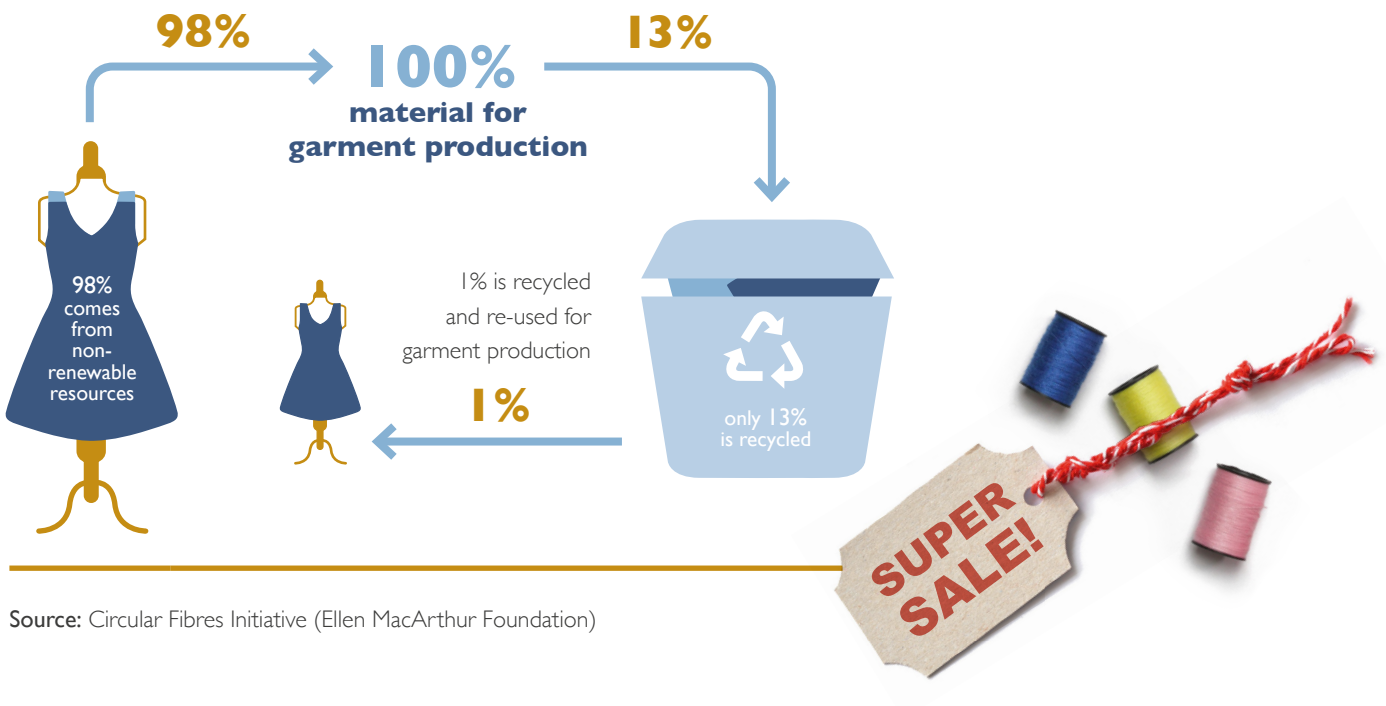 98%
100%
material for
garment production
13%
98%
comes
from
non-
renewable
resources
1% is recycled
and re-used for
garment production
1%
only 13%
is recycled
SUPER
SALE!
Source: Circular Fibres Initiative (Ellen MacArthur Foundation)